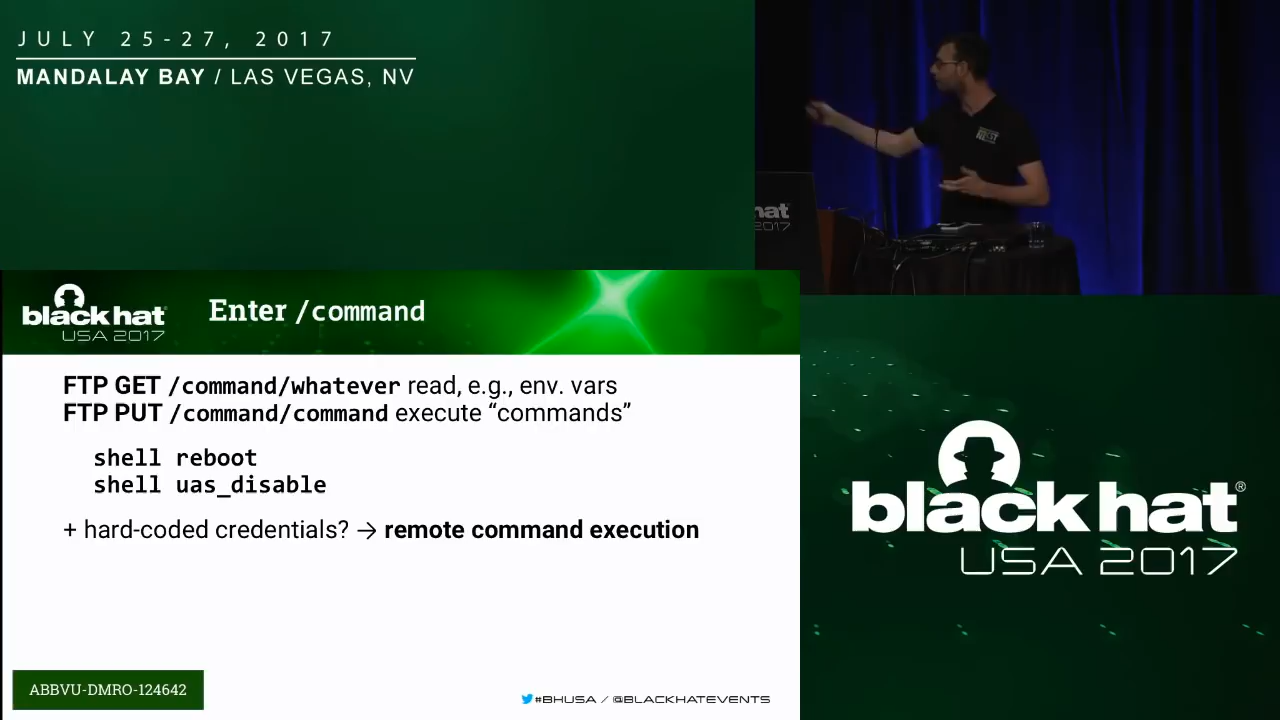 JULY 25-27, 2017
MANDALAY BAY / LAS VEGAS, NV
hat
2017
black hat
USA 2017
Enter /command
FTP GET /command/whatever read, e.g., env. vars
FTP PUT /command/command execute “commands”
shell reboot
shell uas_disable
+ hard-coded credentials? → remote command execution
ABBVU-DMRO-124642
#BHUSA / @BLACKHATEVENTS
black hat®
USA 2017